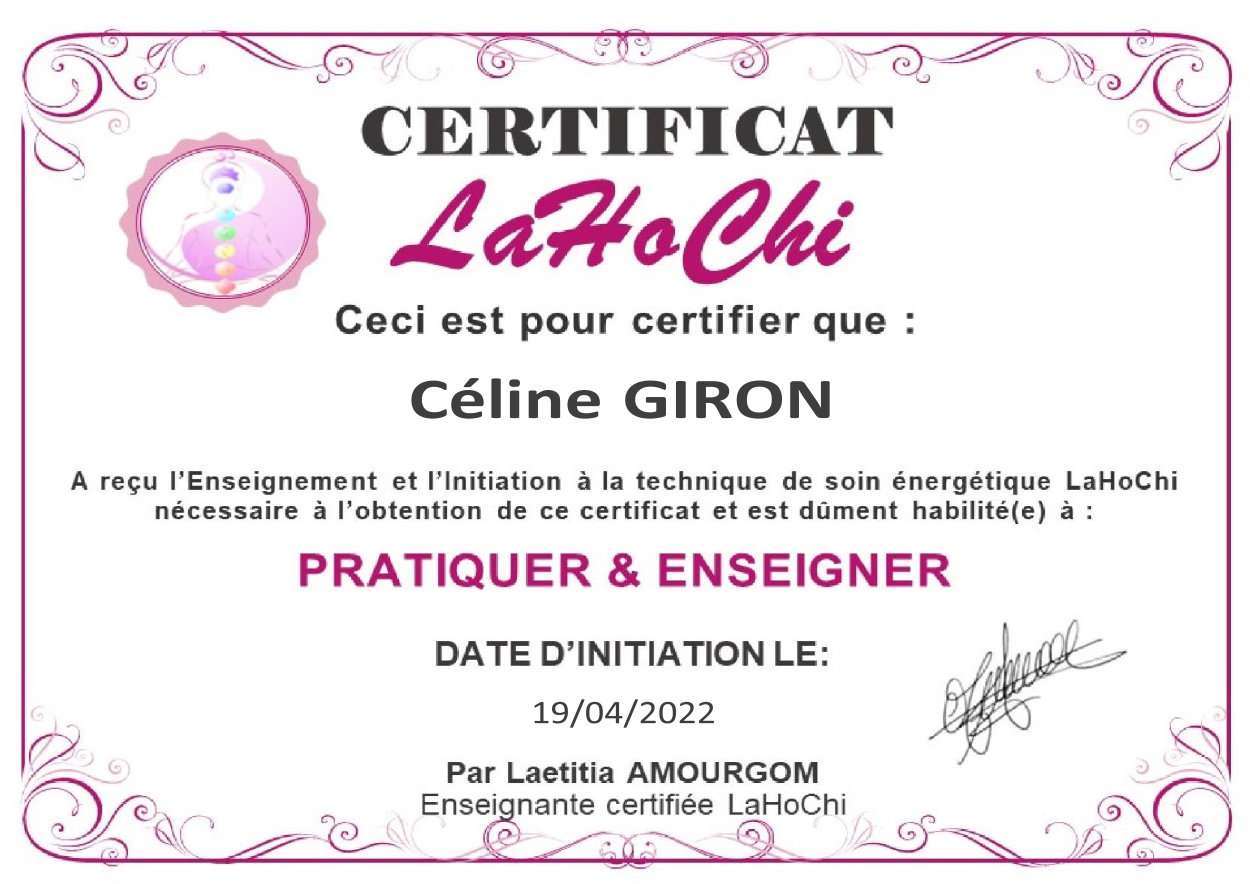 CERTIFICAT
LaHoChi
Ceci est pour certifier que :
Céline GIRON
A reçu l’Enseignement et l’Initiation à la technique de soin énergétique LaHoChi
nécessaire à l’obtention de ce certificat et est dûment habilité(e) à :
PRATIQUER & ENSEIGNER
DATE D’INITIATION LE:
19/04/2022
Par Laetitia AMOURGOM
Enseignante certifiée LaHoChi